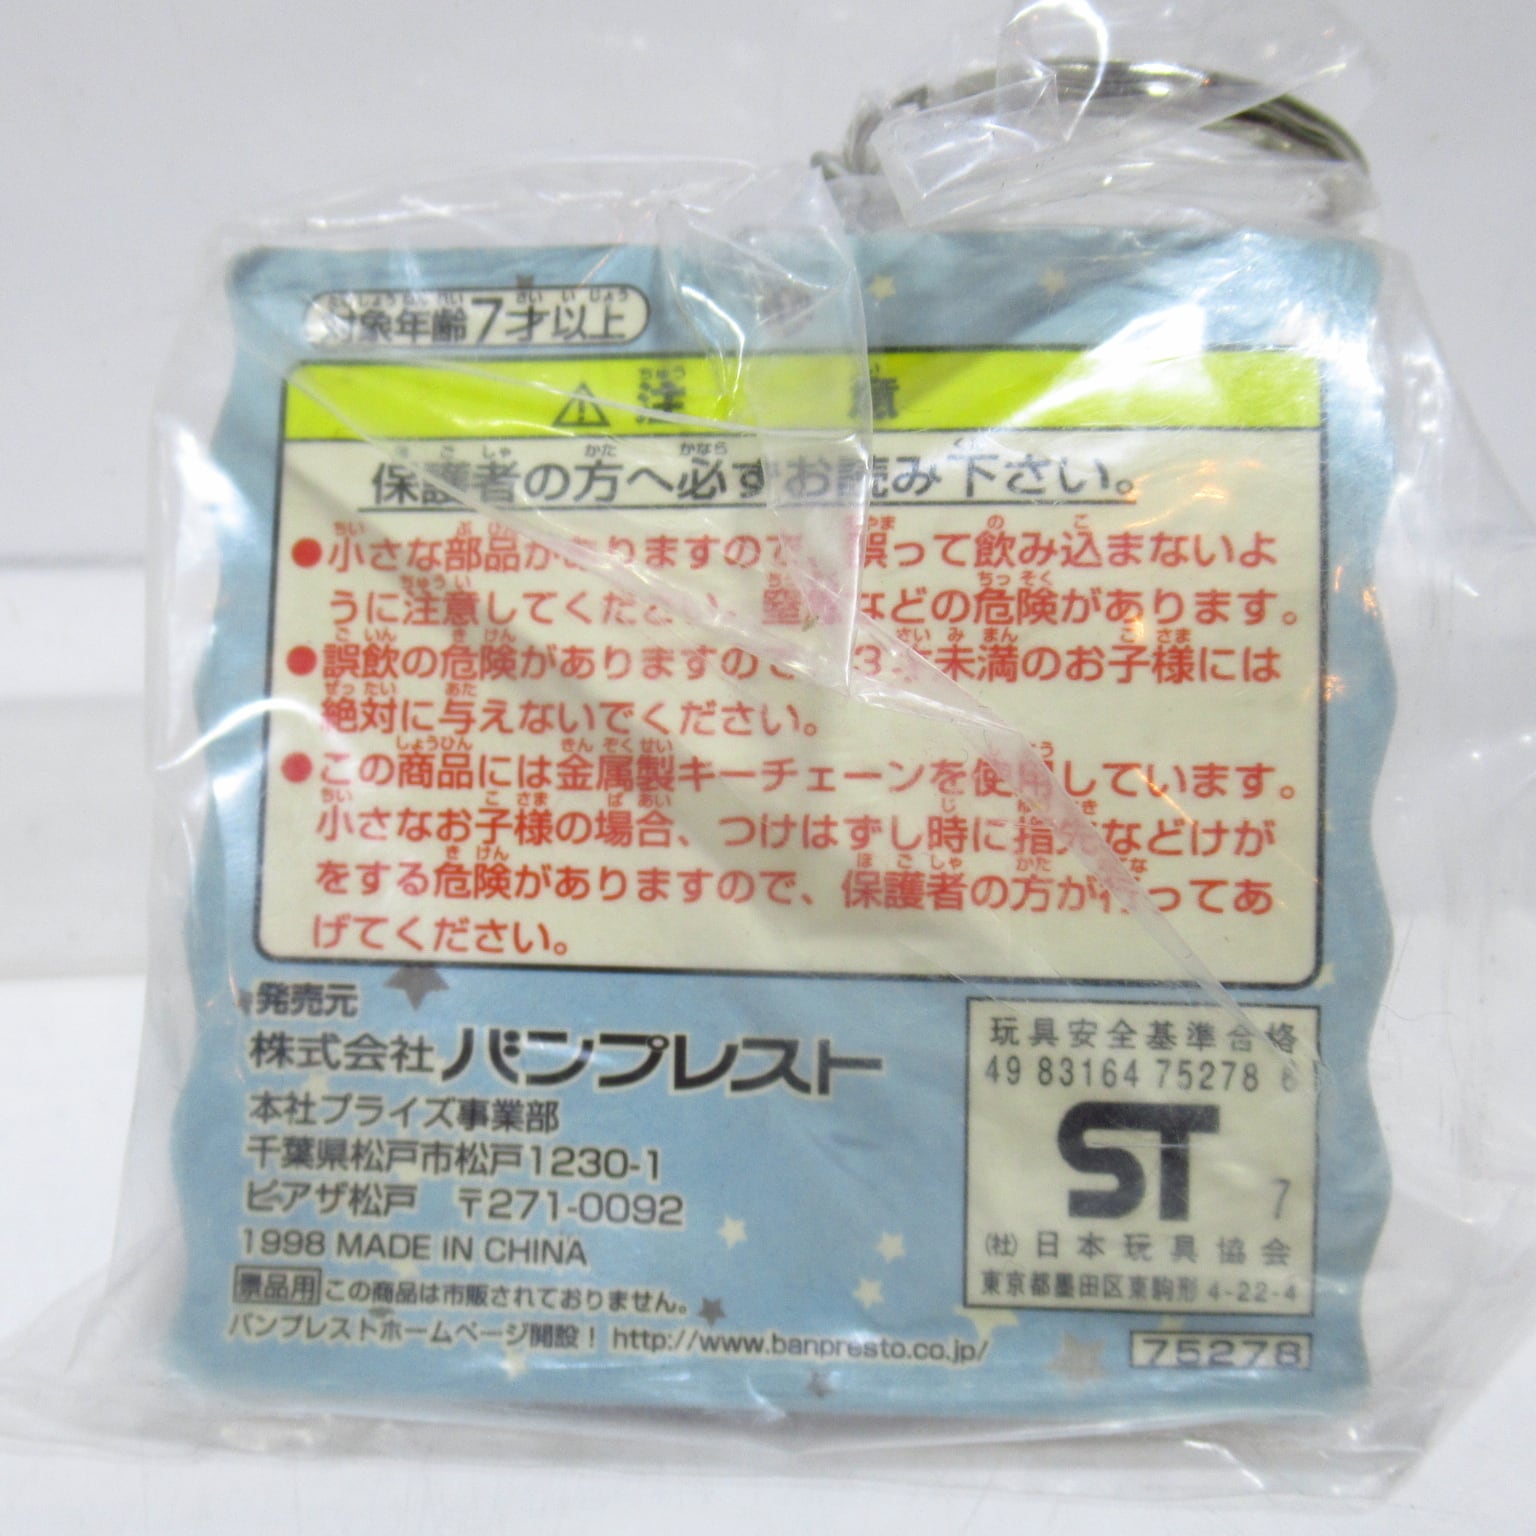 対象年齢7才以上
⚠ 注意
保護者の方へ必ずお読み下さい。
●小さな部品がありますので、誤って飲み込まないよ
うに注意してください。窒息などの危険があります。
●誤飲の危険がありますので、3才未満のお子様には
絶対に与えないでください。
●この商品には金属製キーチェーンを使用しています。
小さなお子様の場合、つけはずし時に指先などけが
をする危険がありますので、保護者の方が行ってあ
げてください。
発売元
株式会社バンプレスト
本社プライズ事業部
千葉県松戸市松戸1230-1
ピアザ松戸 〒271-0092
1998 MADE IN CHINA
景品用 この商品は市販されておりません。
バンプレストホームページ開設! http://www.banpresto.co.jp/
玩具安全基準合格
49 83164 75278
ST 7
(社)日本玩具協会
東京都墨田区東駒形 4-22-4
75278